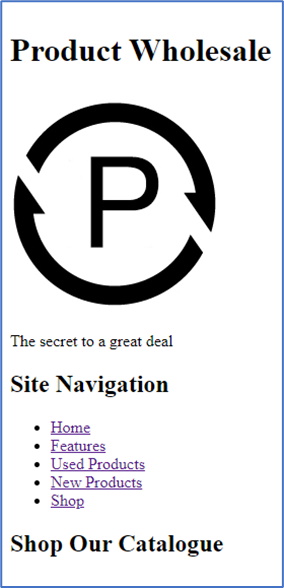 Product Wholesale
P
The secret to a great deal
Site Navigation
Home
Features
Used Products
New Products
Shop
Shop Our Catalogue